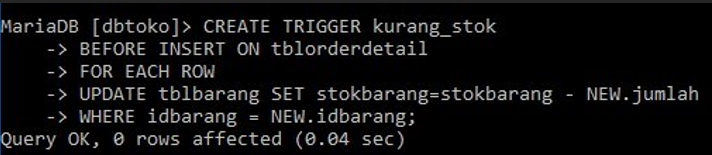 MariaDB [dbtoko]> CREATE TRIGGER kurang_stok
    -> BEFORE INSERT ON tblorderdetail
    -> FOR EACH ROW
    -> UPDATE tblbarang SET stokbarang=stokbarang - NEW.jumlah
    -> WHERE idbarang = NEW.idbarang;
Query OK, 0 rows affected (0.04 sec)